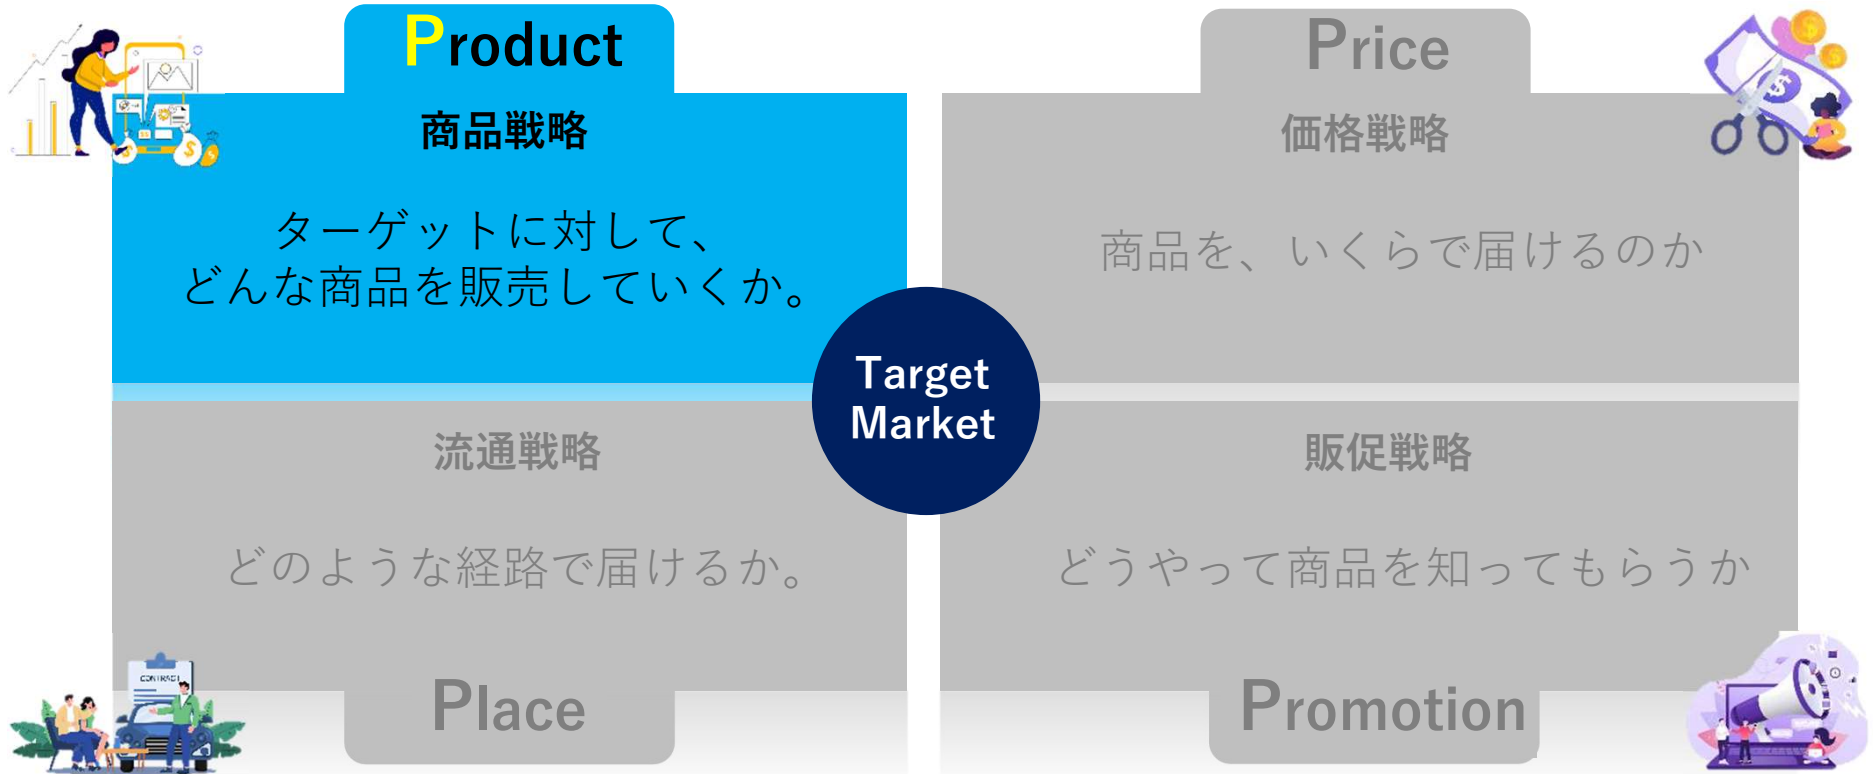 Product
商品戦略
ターゲットに対して、
どんな商品を販売していくか。
Price
価格戦略
商品を、いくらで届けるのか
Target
Market
流通戦略
どのような経路で届けるか。
Place
販促戦略
どうやって商品を知ってもらうか
Promotion
CONTRACT